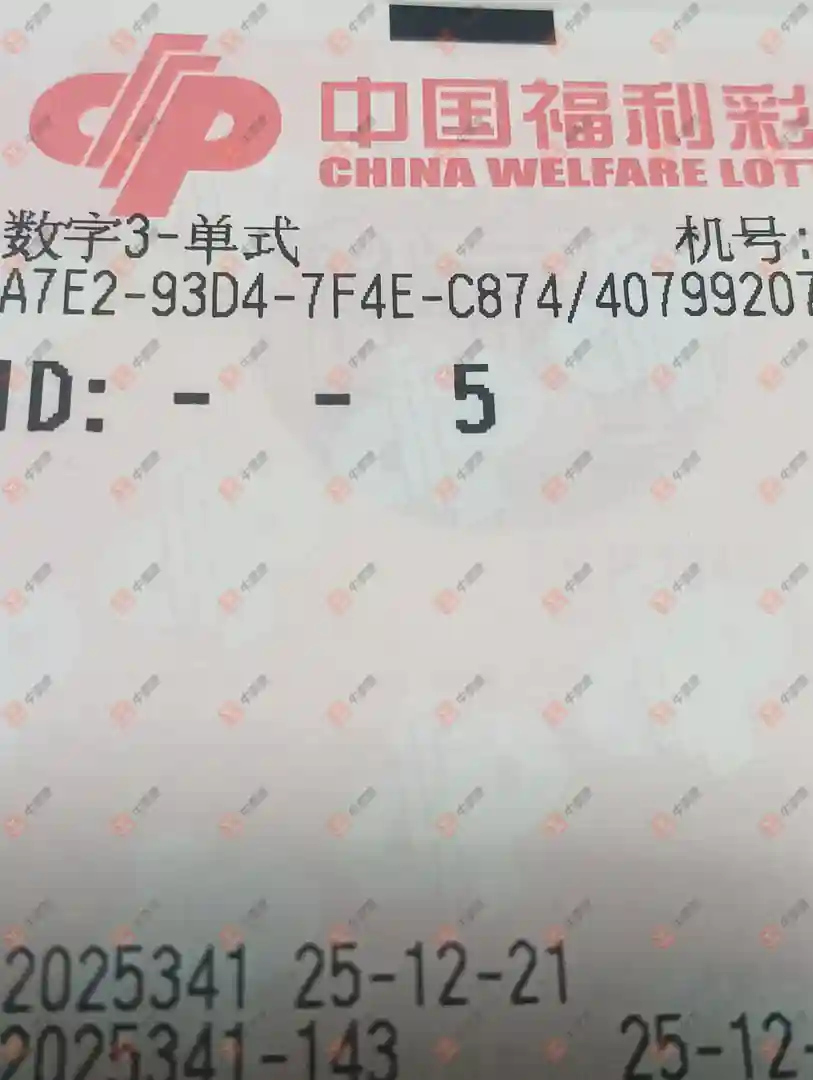 中国福利彩
CHINA WELFARE LOT
数字3-单式 机号:
A7E2-93D4-7F4E-C874/40799207
1D: - - 5
2025341 25-12-21
2025341-143 25-12-